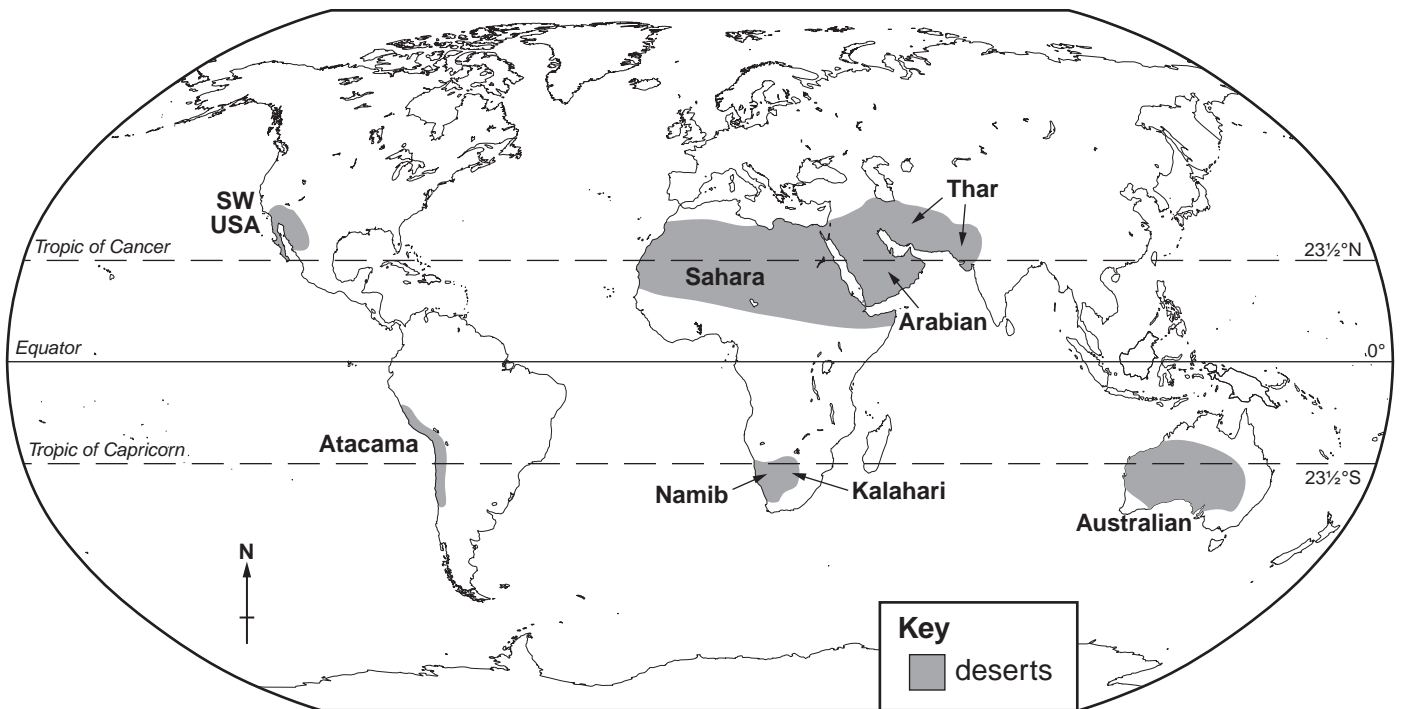 Thar
SW
USA
Tropic of Cancer
23½°N
Sahara
Arabian
Equator
0°
Atacama
Tropic of Capricorn
23½°S
Namib
Kalahari
Australian
N
Key
deserts